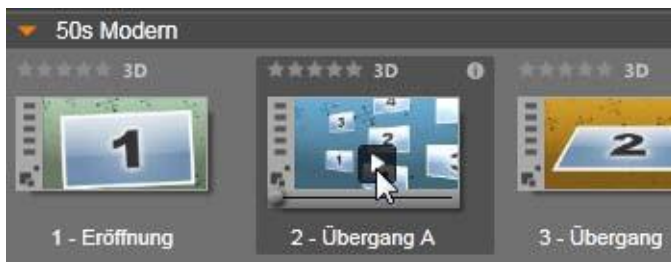 50s Modern
3D
3D
3D
1
4
3
2
1
2
1 - Eröffnung
2 - Übergang A
3 - Übergang